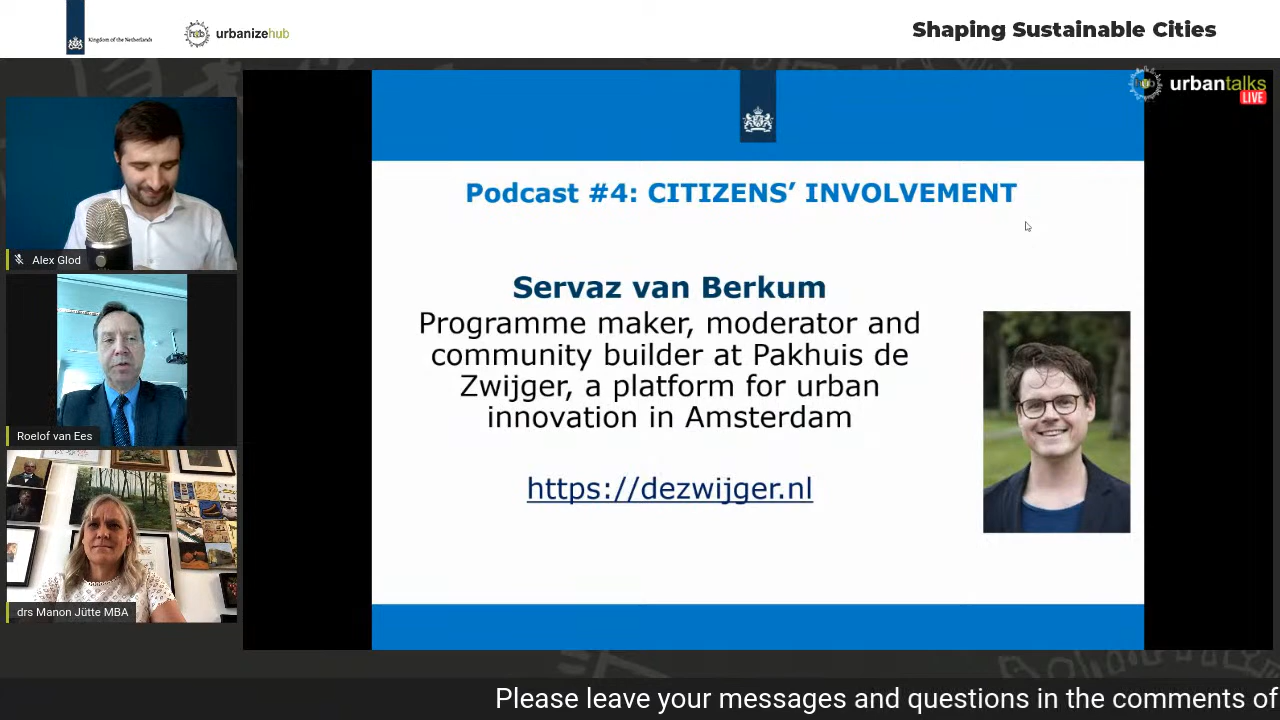 Kingdom of the Netherlands
hub urbanizehub
Shaping Sustainable Cities
hub urbantalks
LIVE
Alex Glod
Roelof van Ees
drs Manon Jütte MBA
Podcast #4: CITIZENS’ INVOLVEMENT
Servaz van Berkum
Programme maker, moderator and
community builder at Pakhuis de
Zwijger, a platform for urban
innovation in Amsterdam
https://dezwijger.nl
Please leave your messages and questions in the comments of